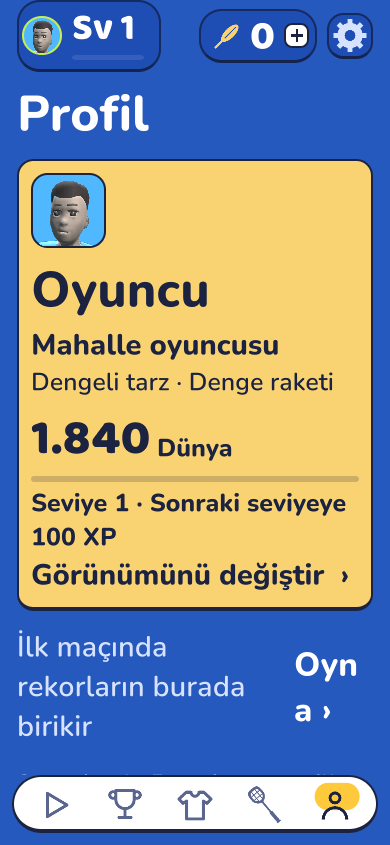 Sv 1
0
Profil
Oyuncu
Mahalle oyuncusu
Dengeli tarz · Denge raketi
1.840 Dünya
Seviye 1 · Sonraki seviyeye
100 XP
Görünümünü değiştir ›
İlk maçında
rekorların burada
birikir
Oyn
a ›